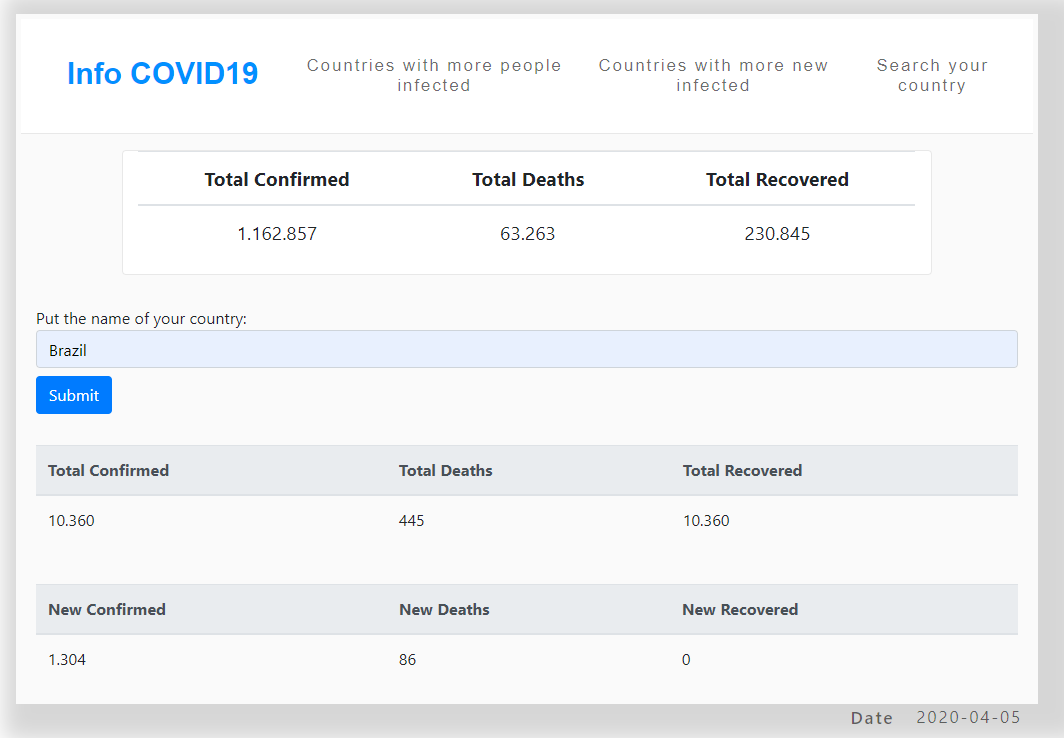 Info COVID19
Countries with more people
infected
Countries with more new
infected
Search your
country
Total Confirmed Total Deaths Total Recovered
1.162.857 63.263 230.845
Put the name of your country:
Brazil
Submit
Total Confirmed Total Deaths Total Recovered
10.360 445 10.360
New Confirmed New Deaths New Recovered
1.304 86 0
Date 2020-04-05